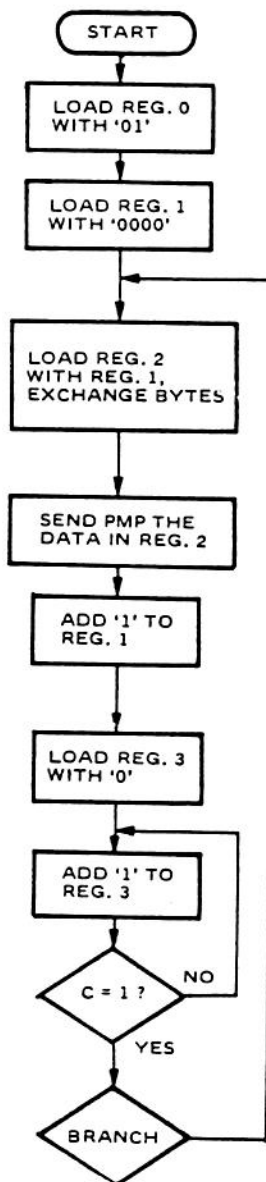 START
LOAD REG. 0
WITH '01'
LOAD REG. 1
WITH '0000'
LOAD REG. 2
WITH REG. 1,
EXCHANGE BYTES
SEND PMP THE
DATA IN REG. 2
ADD '1' TO
REG. 1
LOAD REG. 3
WITH '0'
ADD '1' TO
REG. 3
C = 1 ?
NO
YES
BRANCH